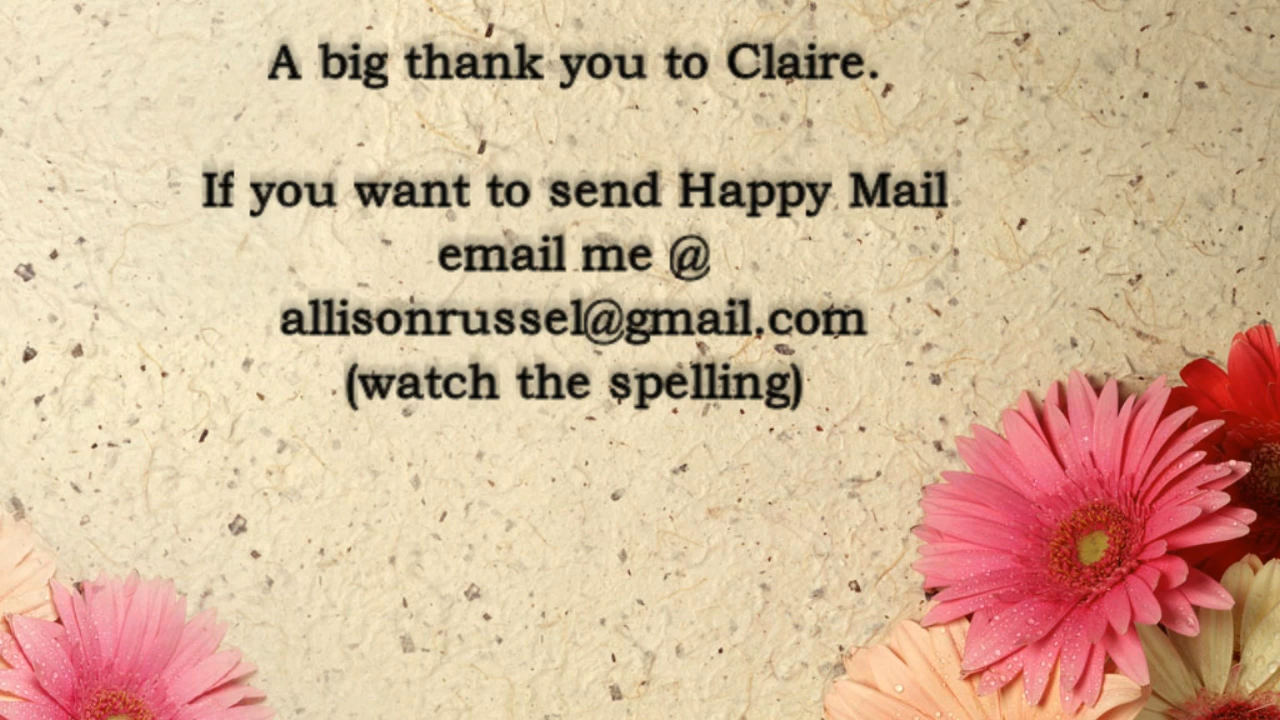 A big thank you to Claire.
If you want to send Happy Mail
email me @
allisonrussel@gmail.com
(watch the spelling)